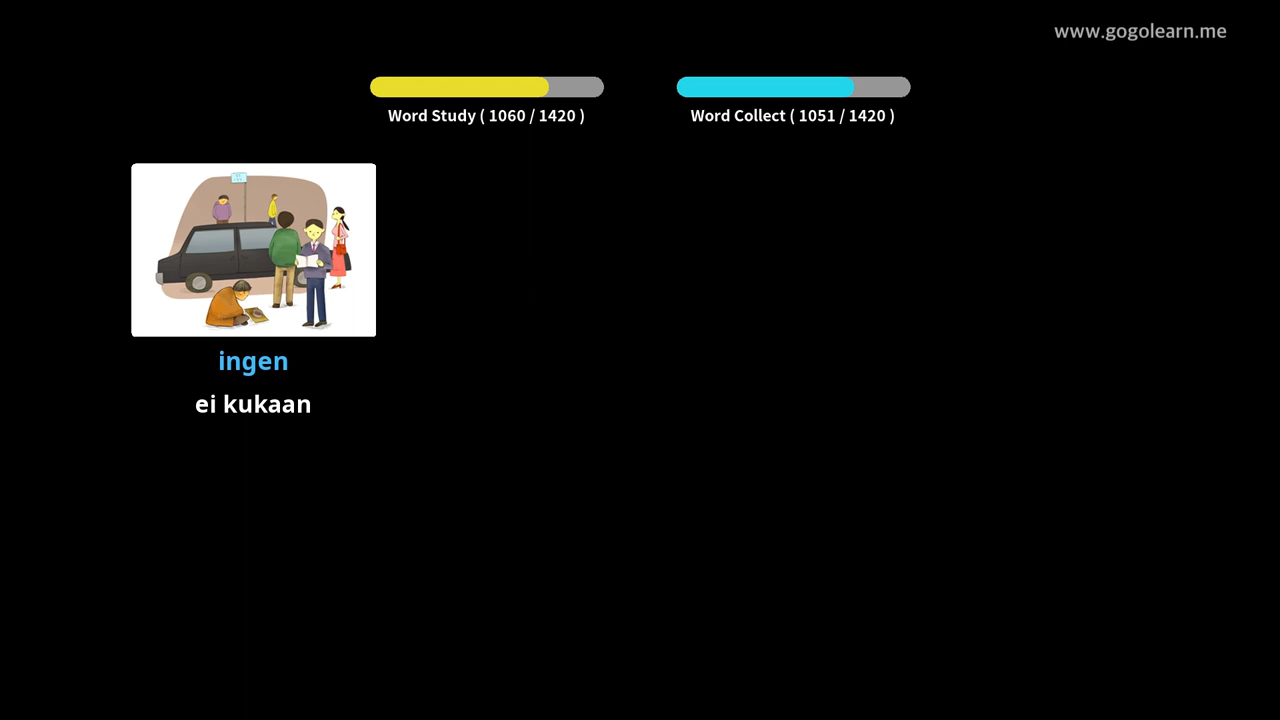 www.gogolearn.me
Word Study ( 1060 / 1420 )
Word Collect ( 1051 / 1420 )
ingen
ei kukaan